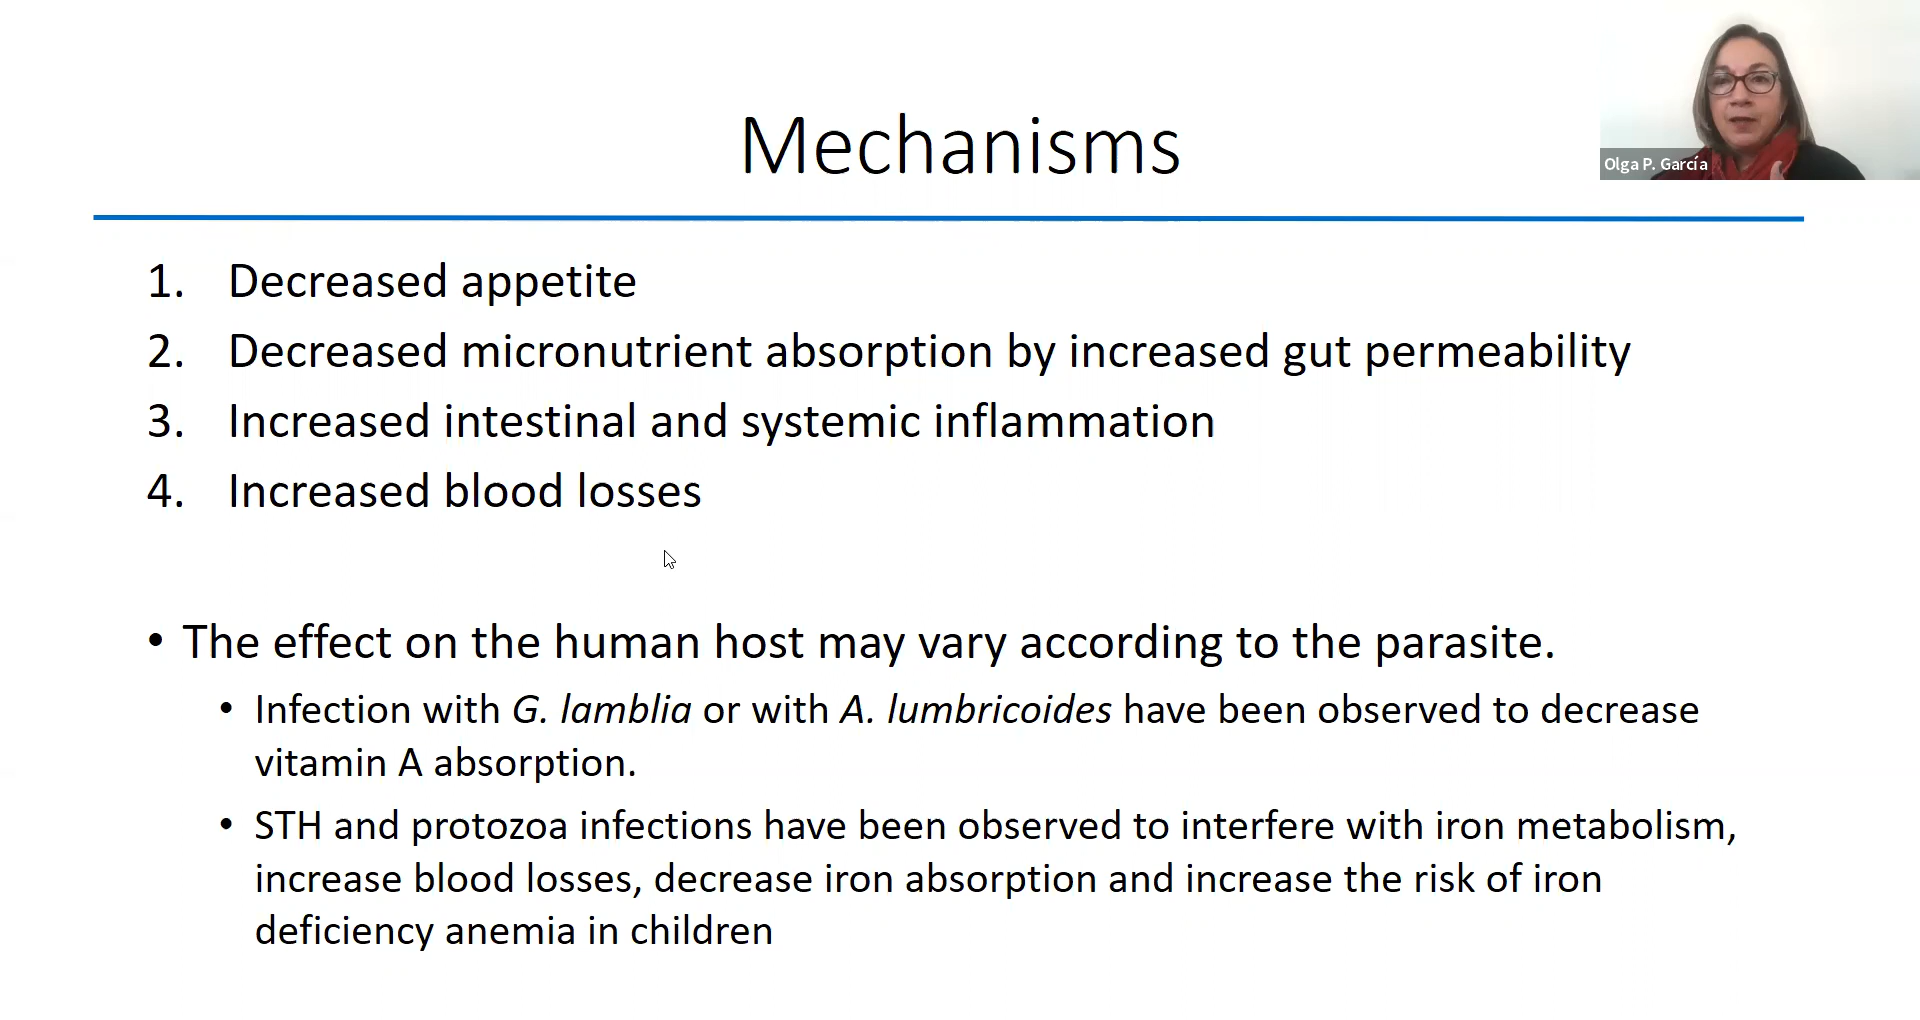 Mechanisms
Olga P. García
1. Decreased appetite
2. Decreased micronutrient absorption by increased gut permeability
3. Increased intestinal and systemic inflammation
4. Increased blood losses
• The effect on the human host may vary according to the parasite.
• Infection with G. lamblia or with A. lumbricoides have been observed to decrease
vitamin A absorption.
• STH and protozoa infections have been observed to interfere with iron metabolism,
increase blood losses, decrease iron absorption and increase the risk of iron
deficiency anemia in children